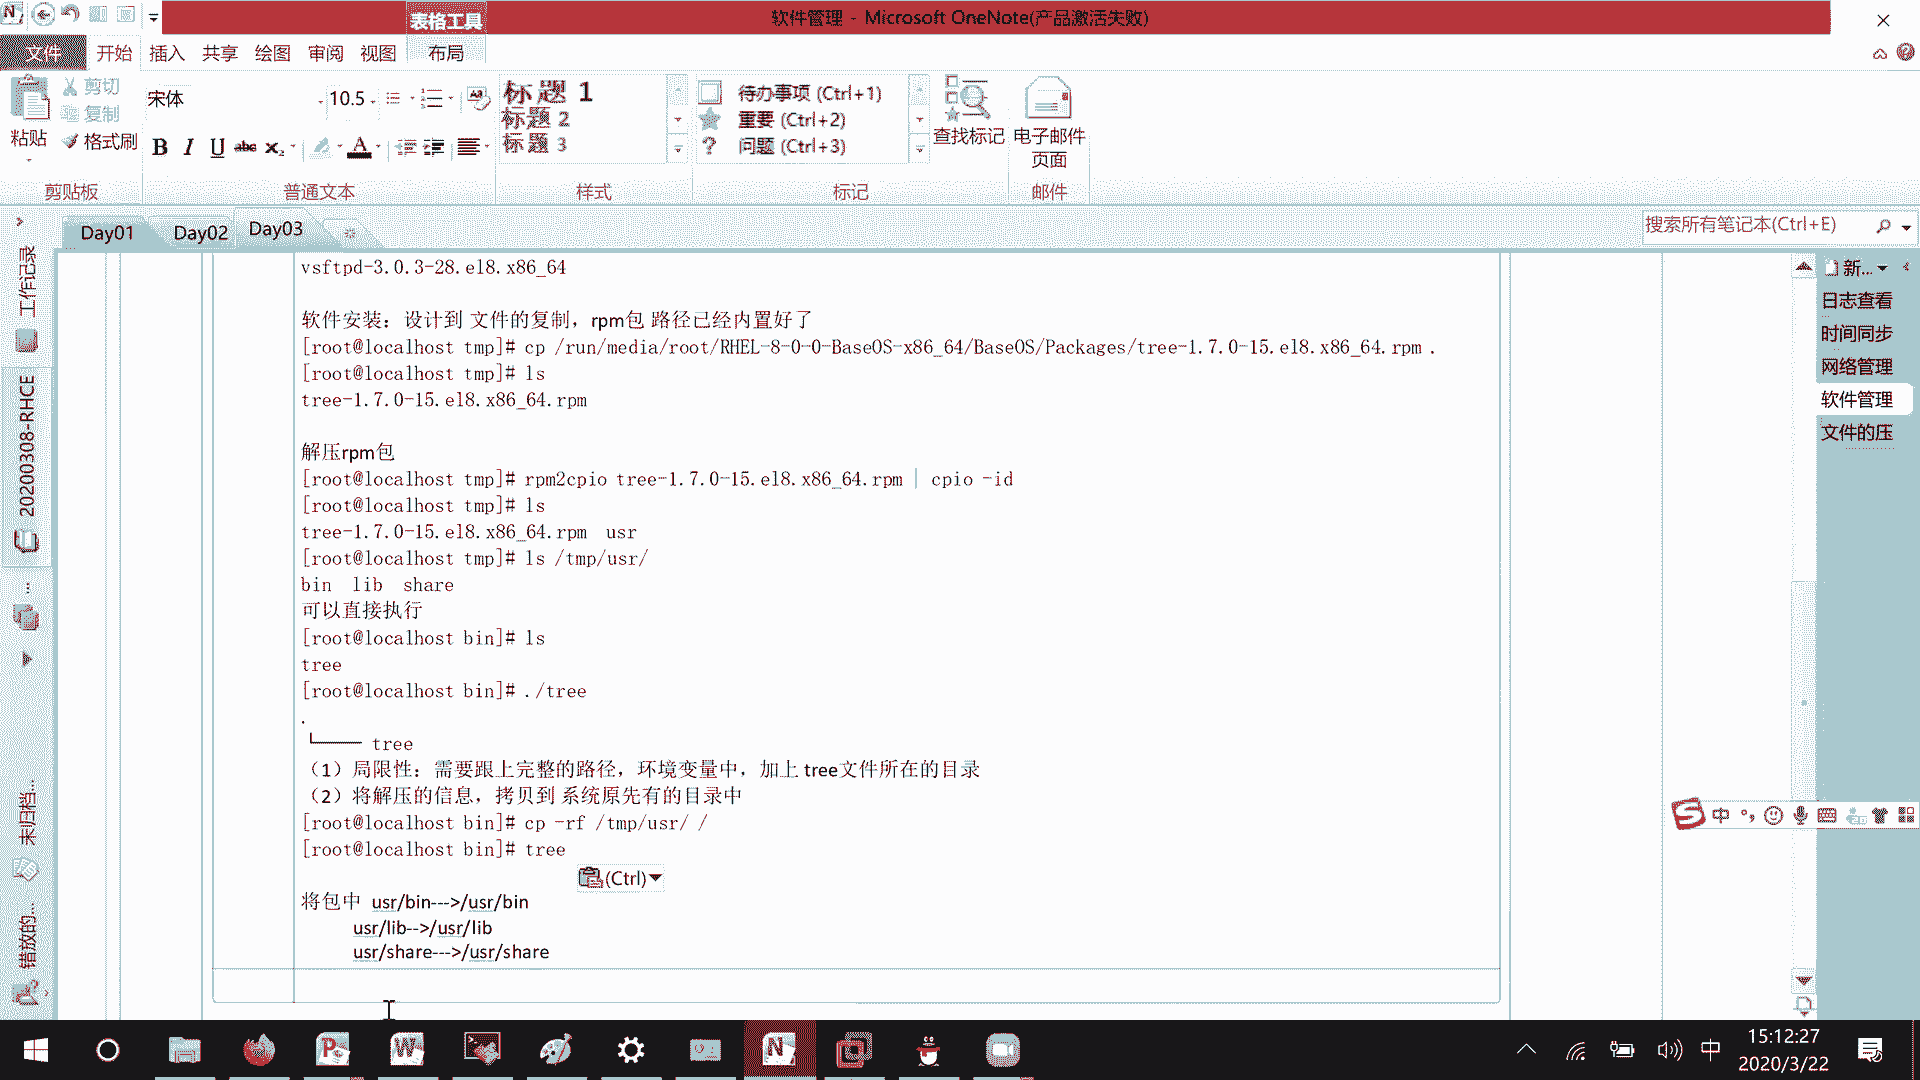 表格工具
软件管理 - Microsoft OneNote(产品激活失败)
文件 开始 插入 共享 绘图 审阅 视图 布局
粘贴
剪切
复制
格式刷
剪贴板
宋体 10.5
B I U abc x₂ A
普通文本
标题 1
标题 2
标题 3
样式
待办事项 (Ctrl+1)
重要 (Ctrl+2)
? 问题 (Ctrl+3)
标记
查找标记
电子邮件
页面
邮件
Day01 Day02 Day03
搜索所有笔记本(Ctrl+E)
工作记录
20200308-RHCE
...
未归档...
错放的...
vsftpd-3.0.3-28.el8.x86_64
软件安装：设计到 文件的复制，rpm包 路径已经内置好了
[root@localhost tmp]# cp /run/media/root/RHEL-8-0-0-BaseOS-x86_64/BaseOS/Packages/tree-1.7.0-15.el8.x86_64.rpm .
[root@localhost tmp]# ls
tree-1.7.0-15.el8.x86_64.rpm
解压rpm包
[root@localhost tmp]# rpm2cpio tree-1.7.0-15.el8.x86_64.rpm | cpio -id
[root@localhost tmp]# ls
tree-1.7.0-15.el8.x86_64.rpm  usr
[root@localhost tmp]# ls /tmp/usr/
bin  lib  share
可以直接执行
[root@localhost bin]# ls
tree
[root@localhost bin]# ./tree
.
└── tree
（1）局限性：需要跟上完整的路径，环境变量中，加上 tree文件所在的目录
（2）将解压的信息，拷贝到 系统原先有的目录中
[root@localhost bin]# cp -rf /tmp/usr/ /
[root@localhost bin]# tree
(Ctrl)
将包中 usr/bin--->/usr/bin
usr/lib-->/usr/lib
usr/share--->/usr/share
新...
日志查看
时间同步
网络管理
软件管理
文件的压
S 中
中
15:12:27
2020/3/22